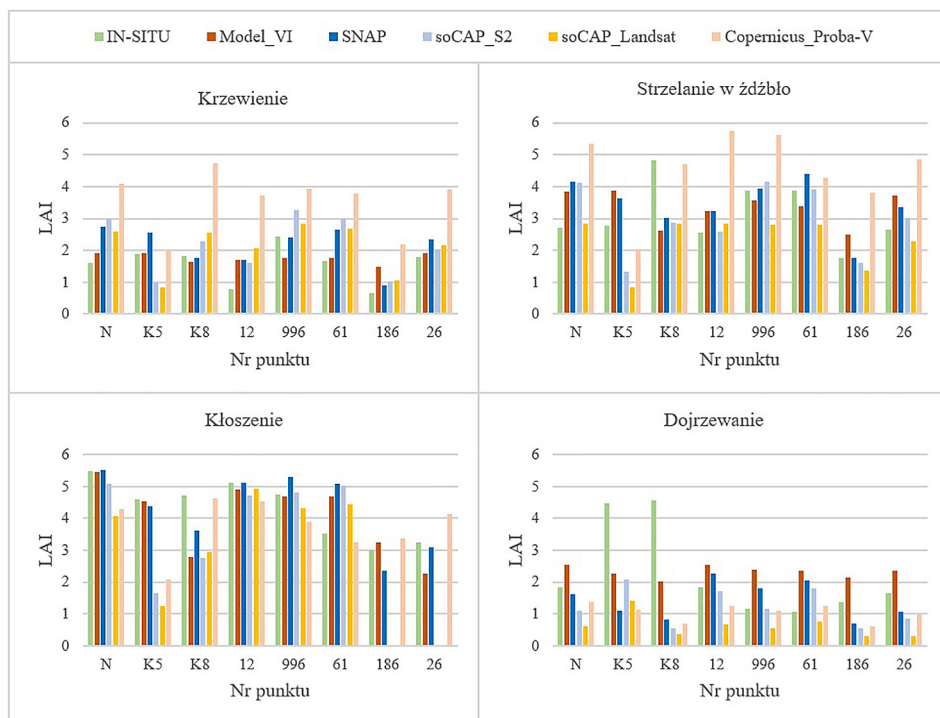 IN-SITU Model_VI SNAP soCAP_S2 soCAP_Landsat Copernicus_Proba-V
Krzewienie
6
5
4
3
2
1
0
LAI
N K5 K8 12 996 61 186 26
Nr punktu
Strzelanie w źdźbło
6
5
4
3
2
1
0
LAI
N K5 K8 12 996 61 186 26
Nr punktu
Kłoszenie
6
5
4
3
2
1
0
LAI
N K5 K8 12 996 61 186 26
Nr punktu
Dojrzewanie
6
5
4
3
2
1
0
LAI
N K5 K8 12 996 61 186 26
Nr punktu